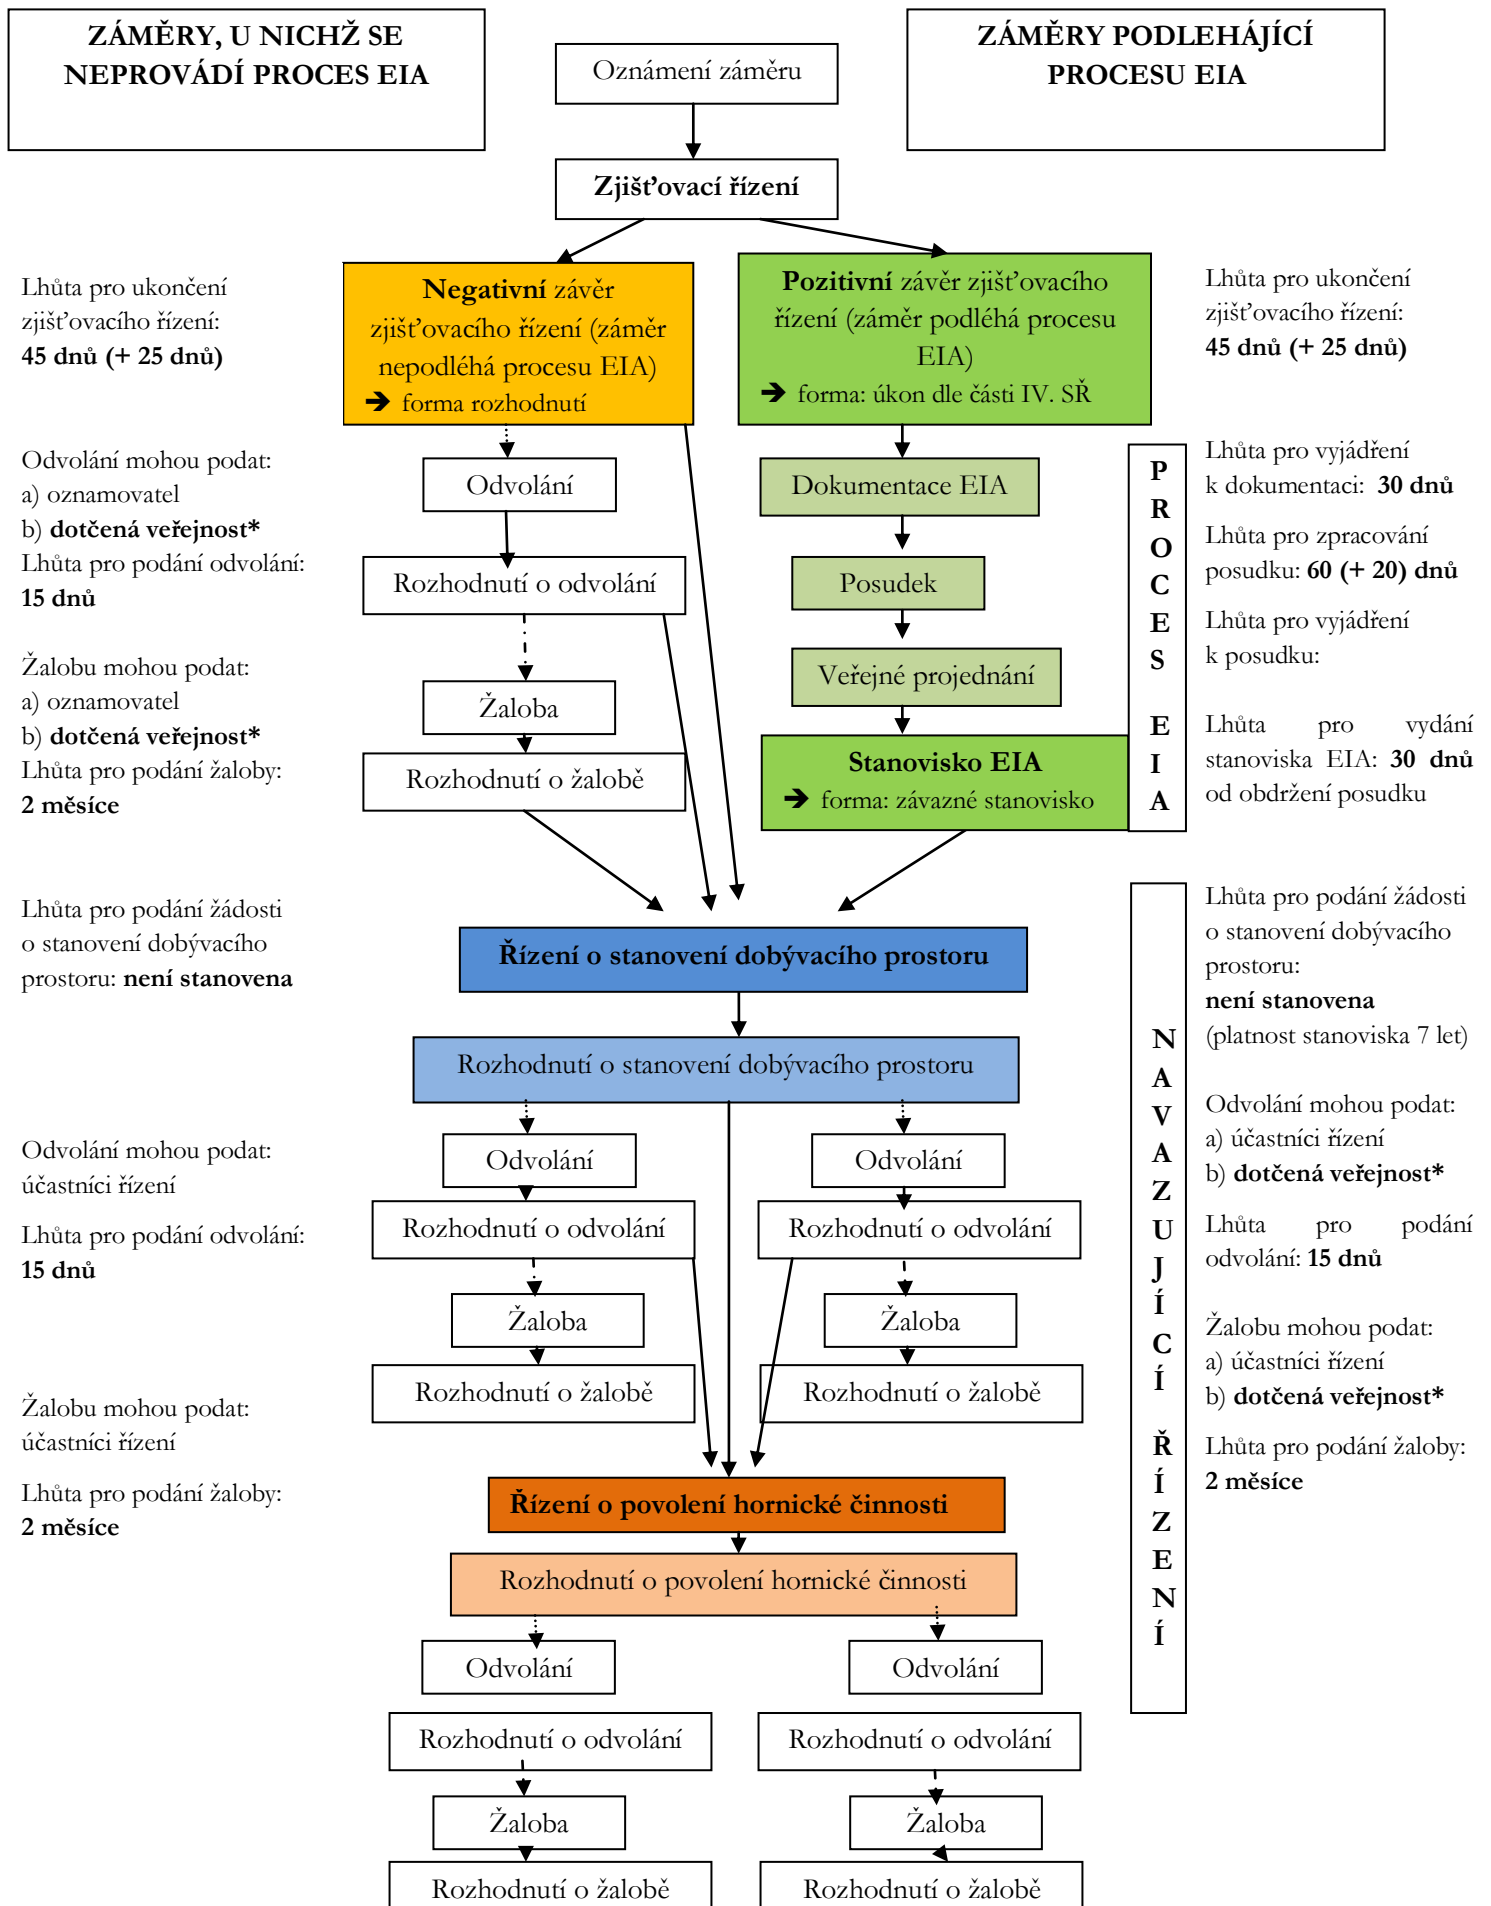 ZÁMĚRY, U NICHŽ SE
NEPROVÁDÍ PROCES EIA
Oznámení záměru
ZÁMĚRY PODLEHÁJÍCÍ
PROCESU EIA
Zjišťovací řízení
Lhůta pro ukončení
zjišťovacího řízení:
45 dnů (+ 25 dnů)
Negativní závěr
zjišťovacího řízení (záměr
nepodléhá procesu EIA)
➔ forma rozhodnutí
Pozitivní závěr zjišťovacího
řízení (záměr podléhá procesu
EIA)
➔ forma: úkon dle části IV. SŘ
Lhůta pro ukončení
zjišťovacího řízení:
45 dnů (+ 25 dnů)
Odvolání mohou podat:
a) oznamovatel
b) dotčená veřejnost*
Lhůta pro podání odvolání:
15 dnů
Žalobu mohou podat:
a) oznamovatel
b) dotčená veřejnost*
Lhůta pro podání žaloby:
2 měsíce
Odvolání
Rozhodnutí o odvolání
Žaloba
Rozhodnutí o žalobě
Dokumentace EIA
Posudek
Veřejné projednání
Stanovisko EIA
➔ forma: závazné stanovisko
P
R
O
C
E
S
E
I
A
Lhůta pro vyjádření
k dokumentaci: 30 dnů
Lhůta pro zpracování
posudku: 60 (+ 20) dnů
Lhůta pro vyjádření
k posudku:
Lhůta pro vydání
stanoviska EIA: 30 dnů
od obdržení posudku
Lhůta pro podání žádosti
o stanovení dobývacího
prostoru: není stanovena
Řízení o stanovení dobývacího prostoru
Rozhodnutí o stanovení dobývacího prostoru
Lhůta pro podání žádosti
o stanovení dobývacího
prostoru:
není stanovena
(platnost stanoviska 7 let)
Odvolání mohou podat:
účastníci řízení
Lhůta pro podání odvolání:
15 dnů
Žalobu mohou podat:
účastníci řízení
Lhůta pro podání žaloby:
2 měsíce
Odvolání
Rozhodnutí o odvolání
Žaloba
Rozhodnutí o žalobě
Odvolání
Rozhodnutí o odvolání
Žaloba
Rozhodnutí o žalobě
N
A
V
A
Z
U
J
Í
C
Í
Ř
Í
Z
E
N
Í
Odvolání mohou podat:
a) účastníci řízení
b) dotčená veřejnost*
Lhůta pro podání
odvolání: 15 dnů
Žalobu mohou podat:
a) účastníci řízení
b) dotčená veřejnost*
Lhůta pro podání žaloby:
2 měsíce
Řízení o povolení hornické činnosti
Rozhodnutí o povolení hornické činnosti
Odvolání
Rozhodnutí o odvolání
Žaloba
Rozhodnutí o žalobě
Odvolání
Rozhodnutí o odvolání
Žaloba
Rozhodnutí o žalobě